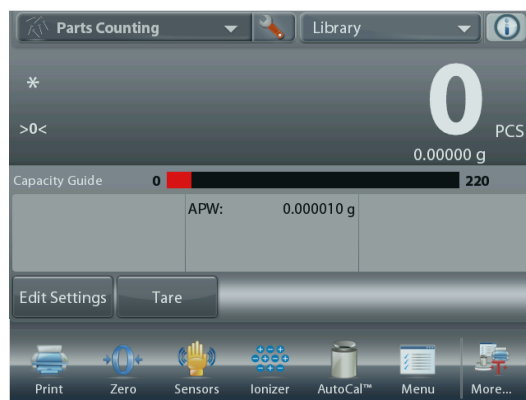 Parts Counting
Library
*
>0<
0 PCS
0.00000 g
Capacity Guide 0 220
APW: 0.000010 g
Edit Settings Tare
Print Zero Sensors Ionizer AutoCal™ Menu More...